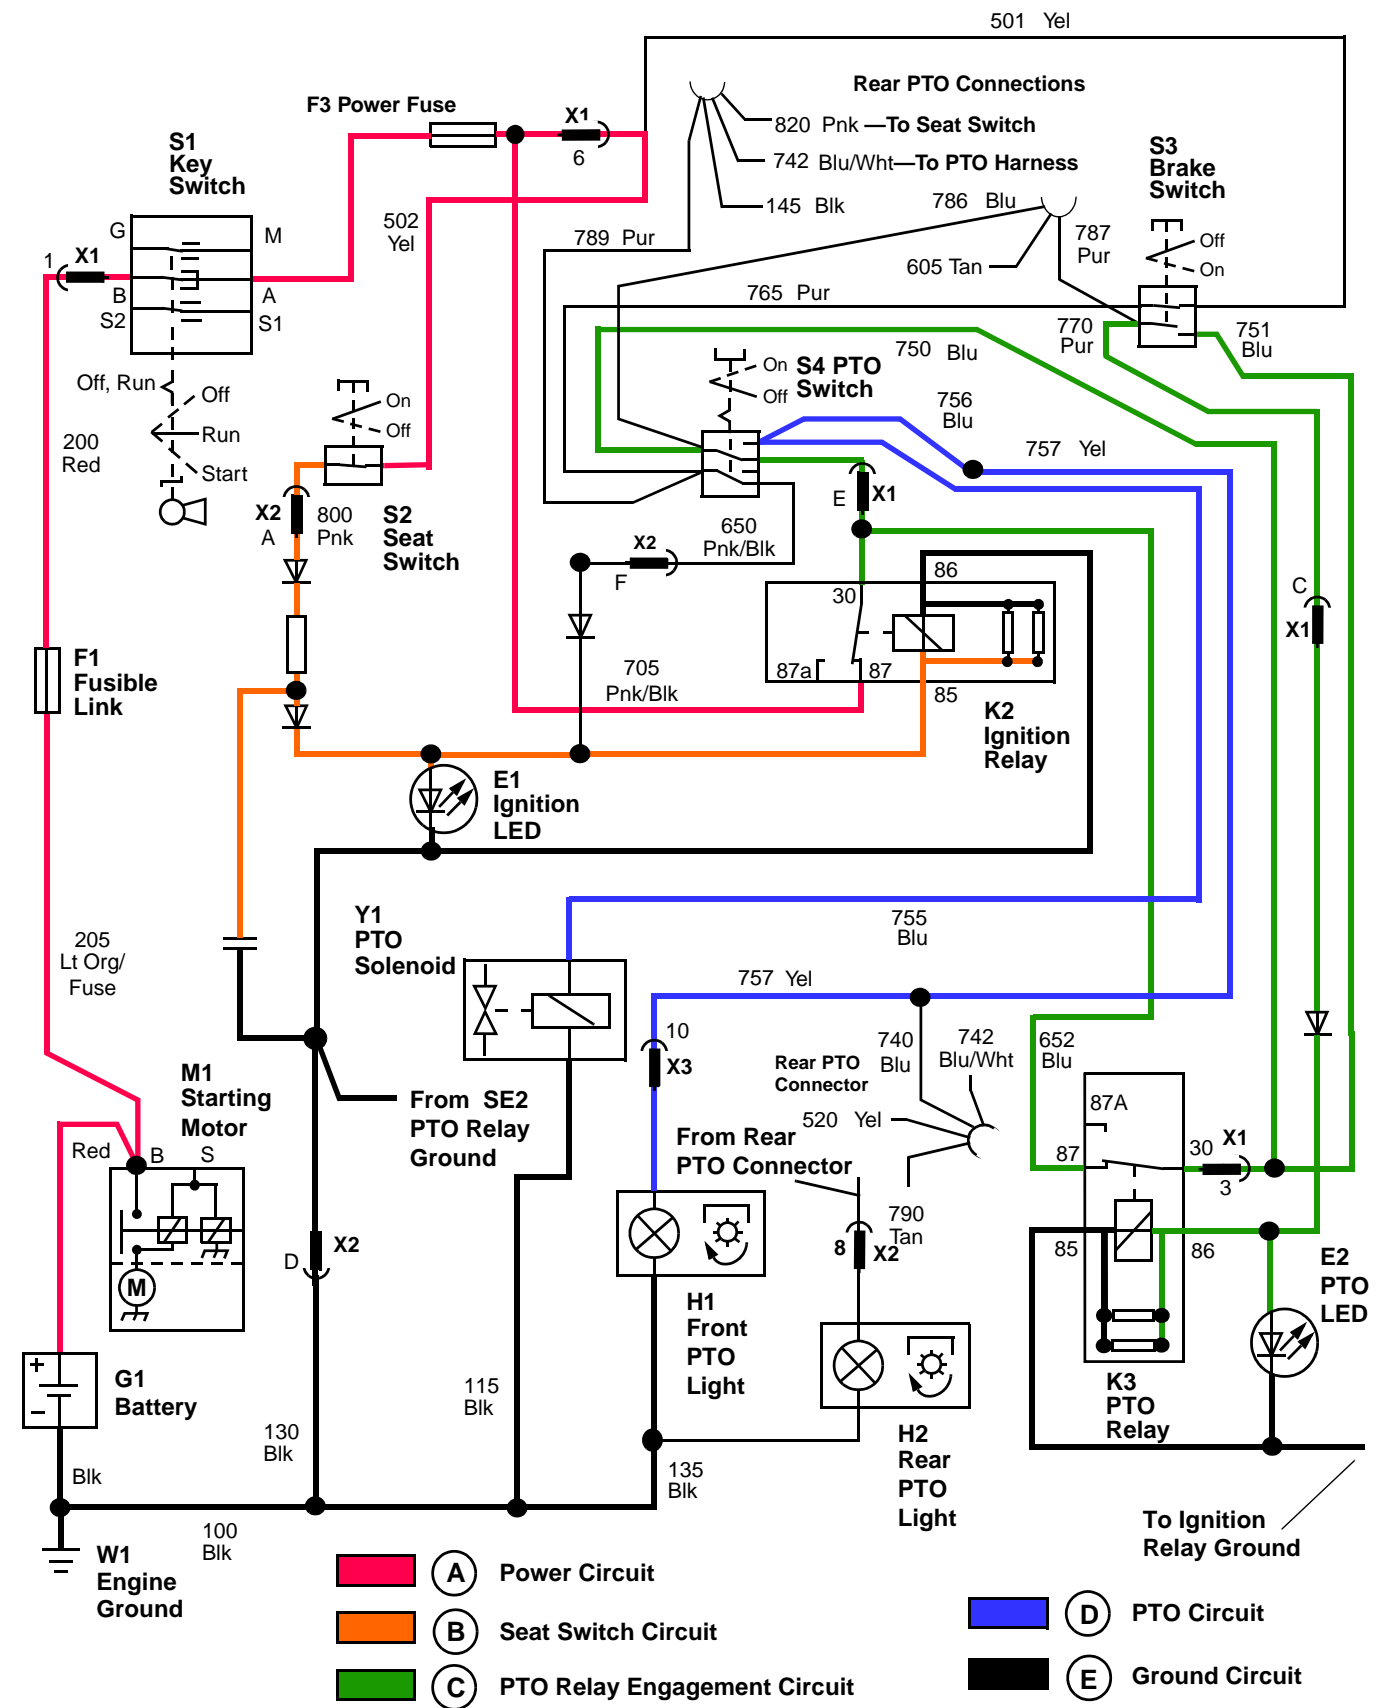 501 Yel
Rear PTO Connections
F3 Power Fuse
X1
6
820 Pnk —To Seat Switch
742 Blu/Wht—To PTO Harness
145 Blk
S1
Key
Switch
S3
Brake
Switch
G
M
B
A
S2
S1
1
X1
502
Yel
789 Pur
786 Blu
605 Tan
787
Pur
Off
On
765 Pur
770
Pur
751
Blu
750 Blu
Off, Run
Off
Run
Start
200
Red
On
Off
S4 PTO
Switch
On
Off
756
Blu
757 Yel
X2
A
800
Pnk
S2
Seat
Switch
E
X1
650
Pnk/Blk
X2
F
86
30
87a
87
85
C
X1
F1
Fusible
Link
705
Pnk/Blk
K2
Ignition
Relay
E1
Ignition
LED
205
Lt Org/
Fuse
Y1
PTO
Solenoid
755
Blu
757 Yel
10
X3
740
Blu
742
Blu/Wht
652
Blu
Rear PTO
Connector
520 Yel
M1
Starting
Motor
From SE2
PTO Relay
Ground
From Rear
PTO Connector
87A
87
30
X1
3
Red
B
S
M
D
X2
790
Tan
8
X2
85
86
E2
PTO
LED
H1
Front
PTO
Light
K3
PTO
Relay
+
−
G1
Battery
115
Blk
130
Blk
H2
Rear
PTO
Light
Blk
135
Blk
100
Blk
W1
Engine
Ground
To Ignition
Relay Ground
A Power Circuit
B Seat Switch Circuit
C PTO Relay Engagement Circuit
D PTO Circuit
E Ground Circuit